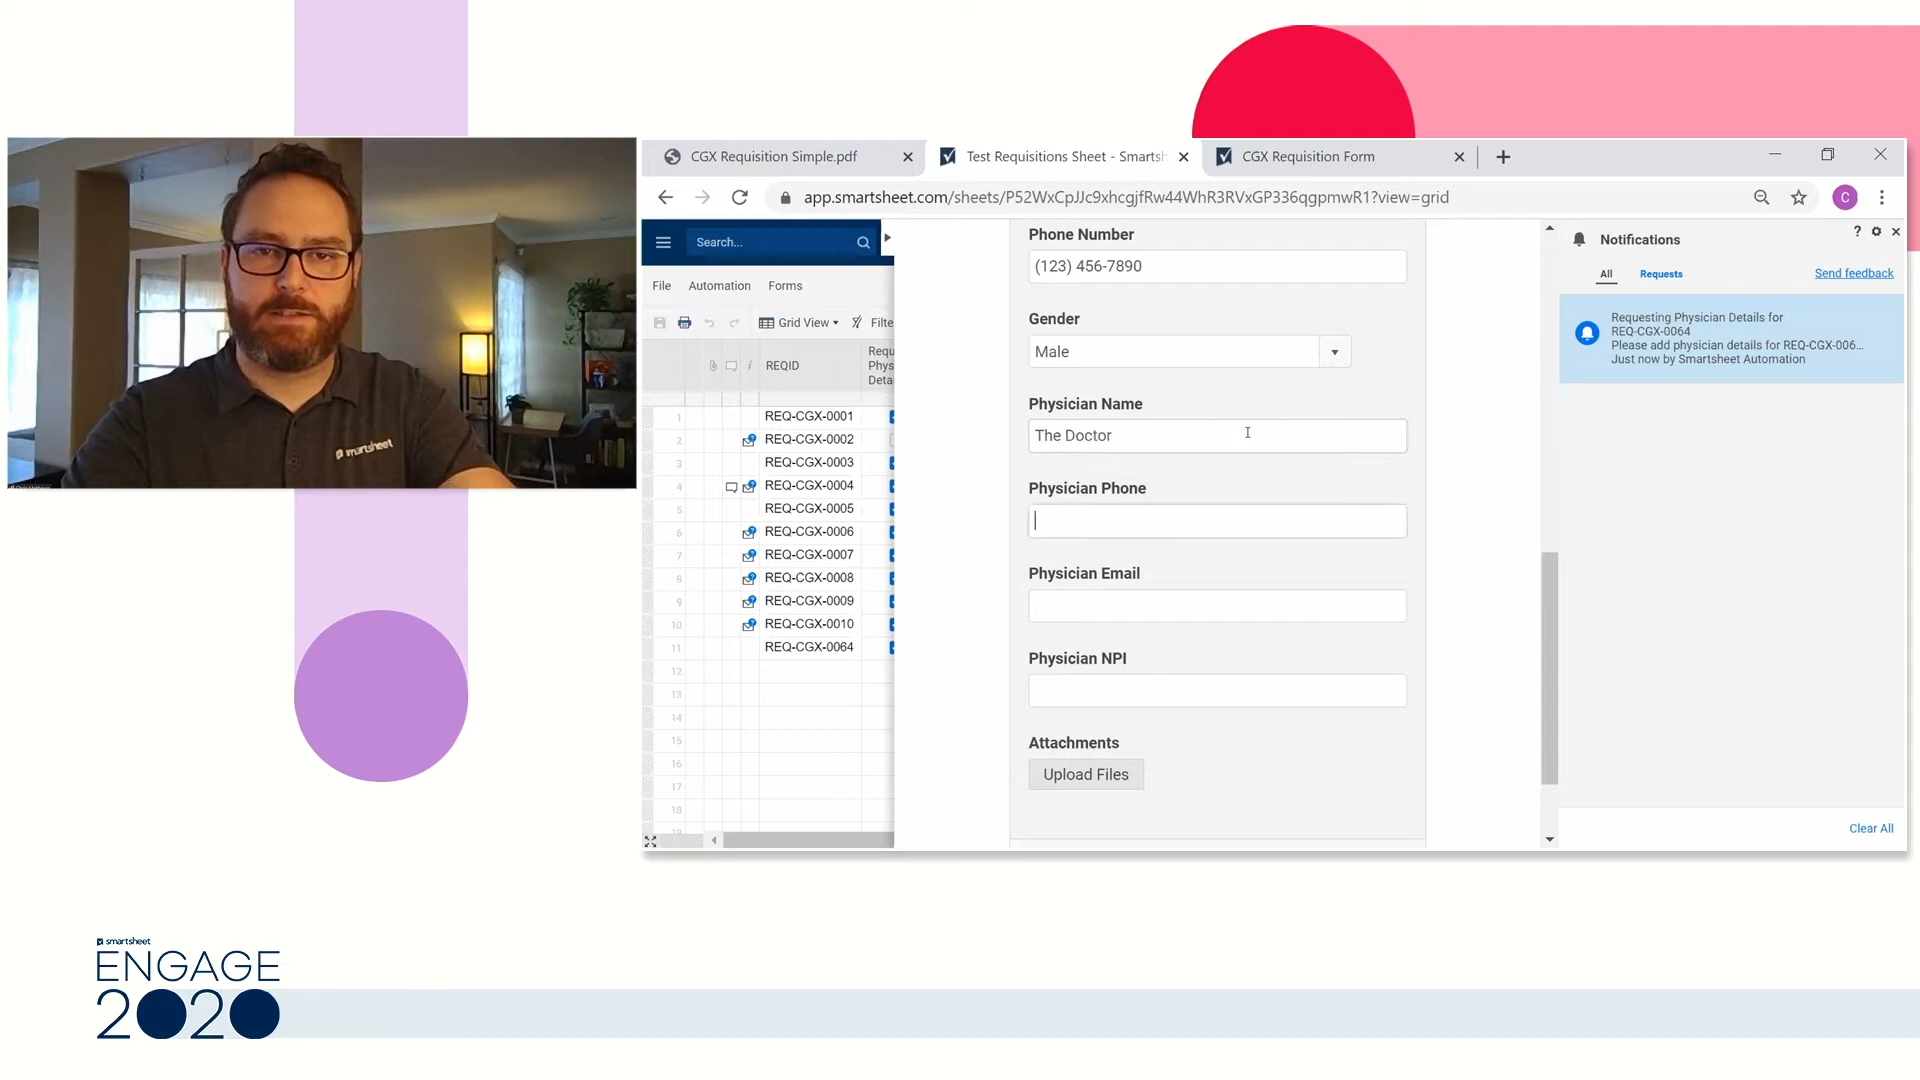 smartsheet
CGX Requisition Simple.pdf
Test Requisitions Sheet - Smartsh
CGX Requisition Form
app.smartsheet.com/sheets/P52WxCpJJc9xhcgjfRw44WhR3RVxGP336qgpmwR1?view=grid
C
Search...
File
Automation
Forms
Grid View
Filte
REQID
Requ
Phys
Deta
1 REQ-CGX-0001
2 REQ-CGX-0002
3 REQ-CGX-0003
4 REQ-CGX-0004
5 REQ-CGX-0005
6 REQ-CGX-0006
7 REQ-CGX-0007
8 REQ-CGX-0008
9 REQ-CGX-0009
10 REQ-CGX-0010
11 REQ-CGX-0064
12
13
14
15
16
17
18
19
Phone Number
(123) 456-7890
Gender
Male
Physician Name
The Doctor
Physician Phone
Physician Email
Physician NPI
Attachments
Upload Files
Notifications
?
All
Requests
Send feedback
Requesting Physician Details for
REQ-CGX-0064
Please add physician details for REQ-CGX-006...
Just now by Smartsheet Automation
Clear All
smartsheet
ENGAGE
2020